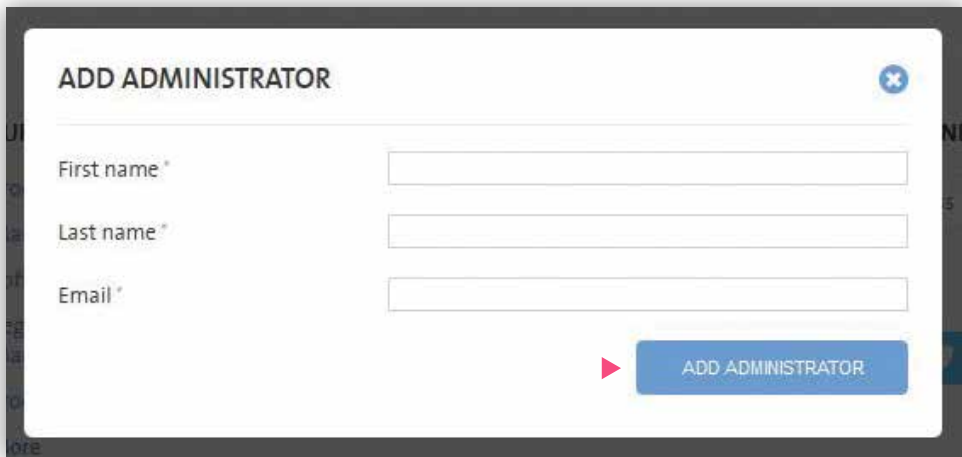 ADD ADMINISTRATOR
First name *
Last name *
Email *
ADD ADMINISTRATOR